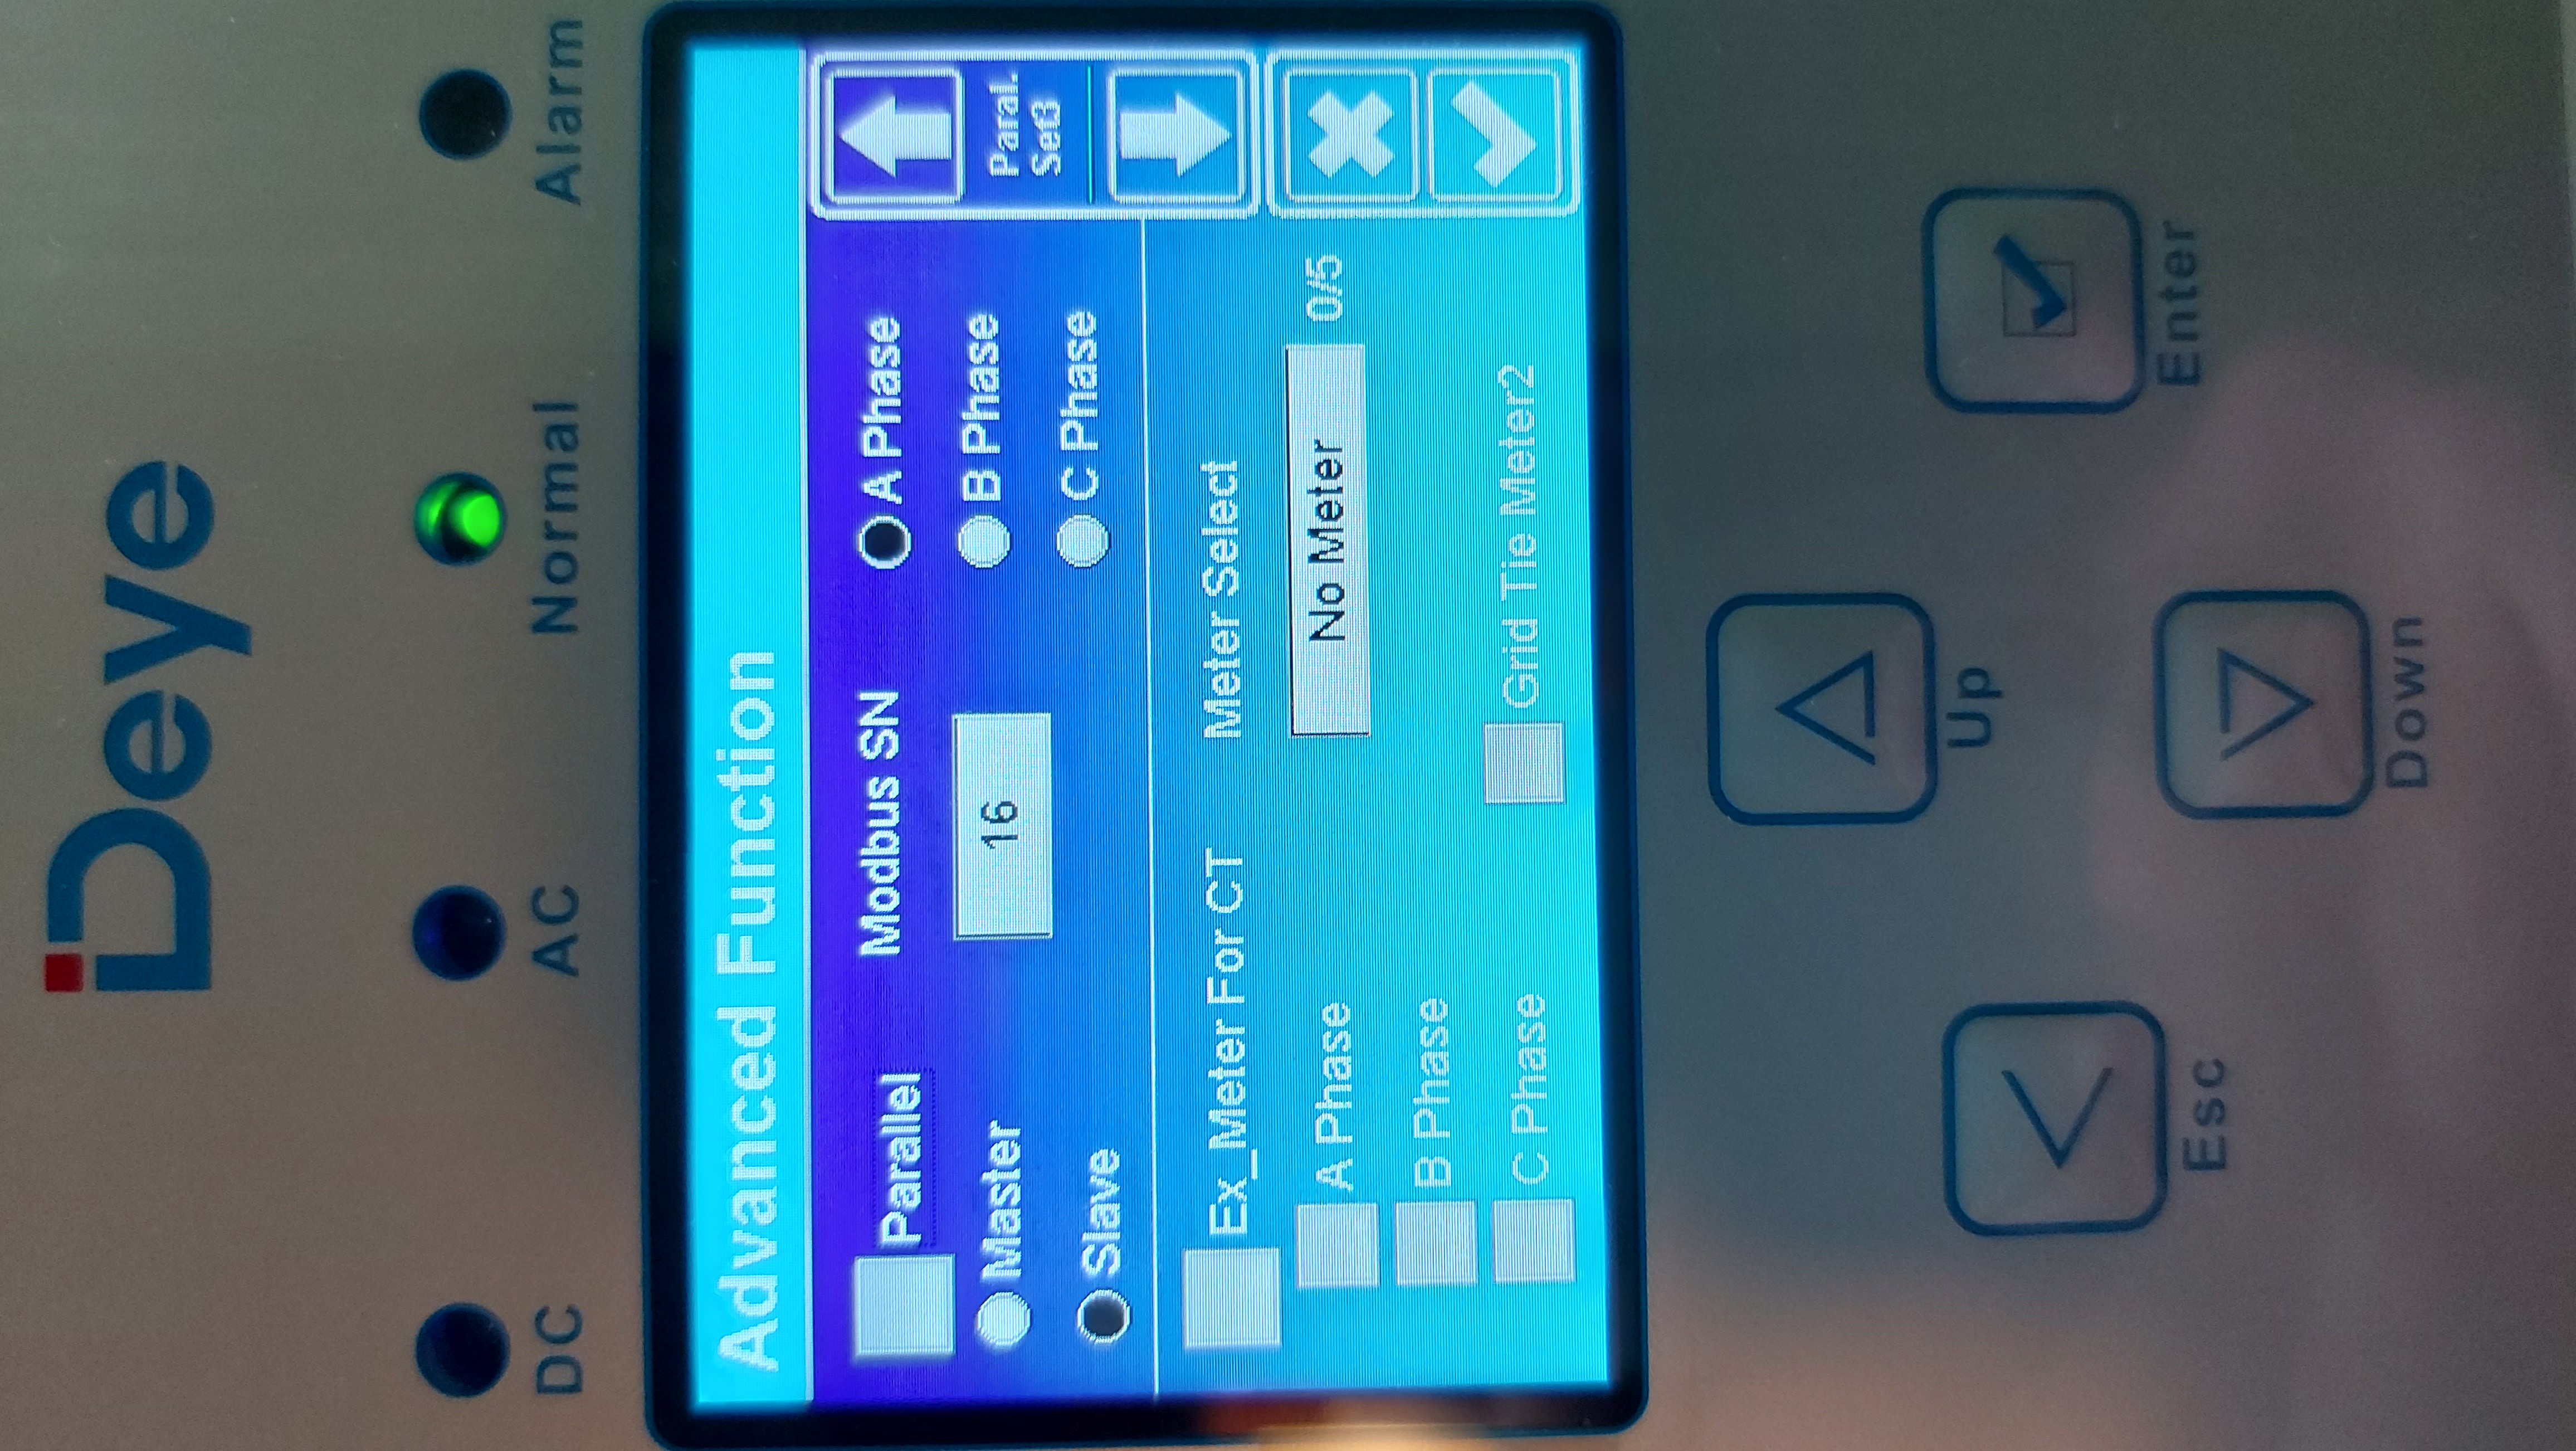 Deye
DC AC Normal Alarm
Advanced Function
Parallel
Master
Slave
Modbus SN
16
A Phase
B Phase
C Phase
Paral.
Set3
Ex_Meter For CT
A Phase
B Phase
C Phase
Meter Select
No Meter 0/5
Grid Tie Meter2
Up
Esc
Enter
Down